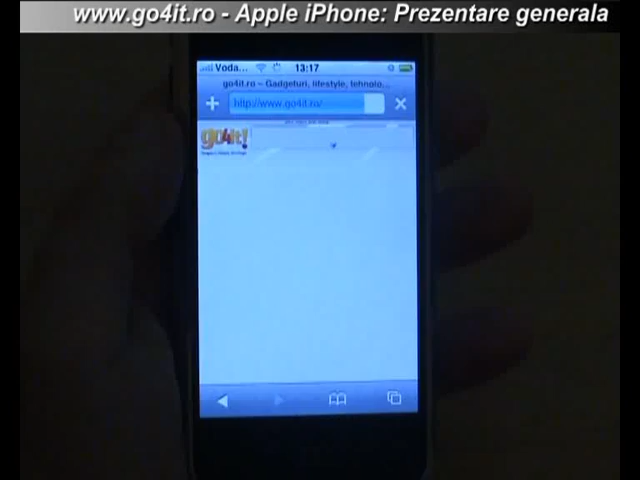 www.go4it.ro - Apple iPhone: Prezentare generala
Voda... 13:17
go4it.ro - Gadgeturi, lifestyle, tehnolo...
http://www.go4it.ro/
go4it!